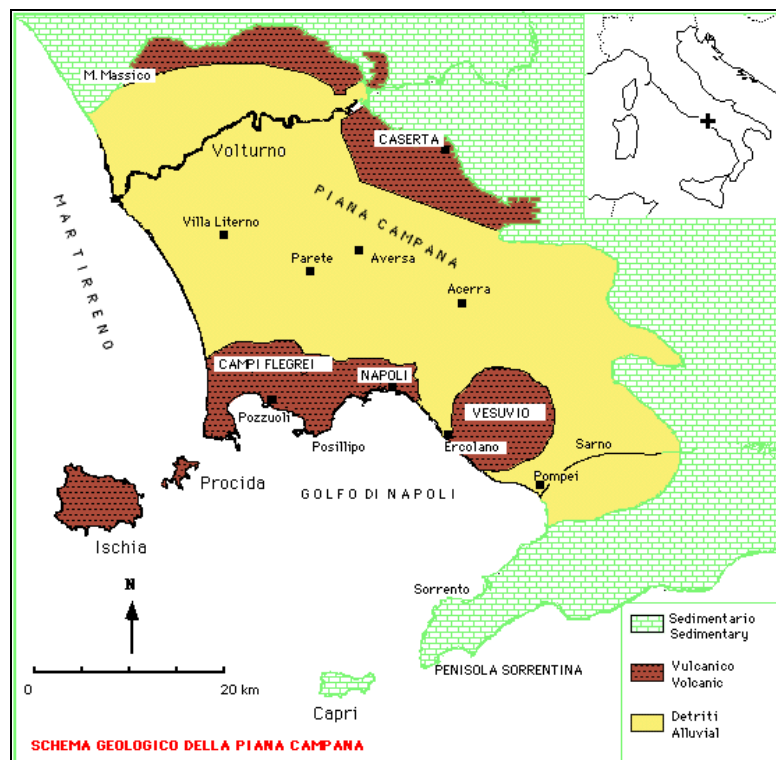 M. Massico
CASERTA
Volturno
MAR TIRRENO
PIANA CAMPANA
Villa Literno
Parete
Aversa
Acerra
CAMPI FLEGREI
NAPOLI
VESUVIO
Pozzuoli
Posillipo
Ercolano
Sarno
Pompei
Procida
GOLFO DI NAPOLI
Ischia
N
Sorrento
PENISOLA SORRENTINA
0
20 km
Capri
Sedimentario
Sedimentary
Vulcanico
Volcanic
Detriti
Alluvial
SCHEMA GEOLOGICO DELLA PIANA CAMPANA